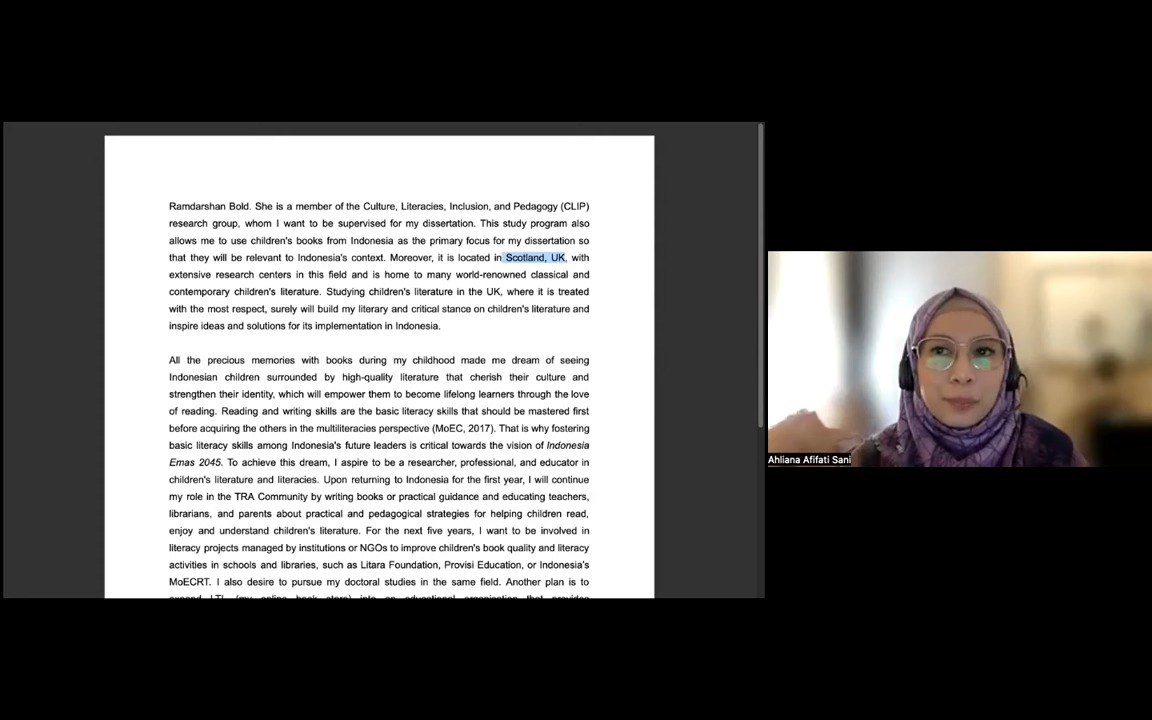 Ramdarshan Bold. She is a member of the Culture, Literacies, Inclusion, and Pedagogy (CLIP)
research group, whom I want to be supervised for my dissertation. This study program also
allows me to use children's books from Indonesia as the primary focus for my dissertation so
that they will be relevant to Indonesia's context. Moreover, it is located in Scotland, UK, with
extensive research centers in this field and is home to many world-renowned classical and
contemporary children's literature. Studying children's literature in the UK, where it is treated
with the most respect, surely will build my literary and critical stance on children's literature and
inspire ideas and solutions for its implementation in Indonesia.
All the precious memories with books during my childhood made me dream of seeing
Indonesian children surrounded by high-quality literature that cherish their culture and
strengthen their identity, which will empower them to become lifelong learners through the love
of reading. Reading and writing skills are the basic literacy skills that should be mastered first
before acquiring the others in the multiliteracies perspective (MoEC, 2017). That is why fostering
basic literacy skills among Indonesia's future leaders is critical towards the vision of Indonesia
Emas 2045. To achieve this dream, I aspire to be a researcher, professional, and educator in
children's literature and literacies. Upon returning to Indonesia for the first year, I will continue
my role in the TRA Community by writing books or practical guidance and educating teachers,
librarians, and parents about practical and pedagogical strategies for helping children read,
enjoy and understand children's literature. For the next five years, I want to be involved in
literacy projects managed by institutions or NGOs to improve children's book quality and literacy
activities in schools and libraries, such as Litara Foundation, Provisi Education, or Indonesia's
MoECRT. I also desire to pursue my doctoral studies in the same field. Another plan is to
(my online book store) into an educational organisation that provides
Ahliana Afifati Sani